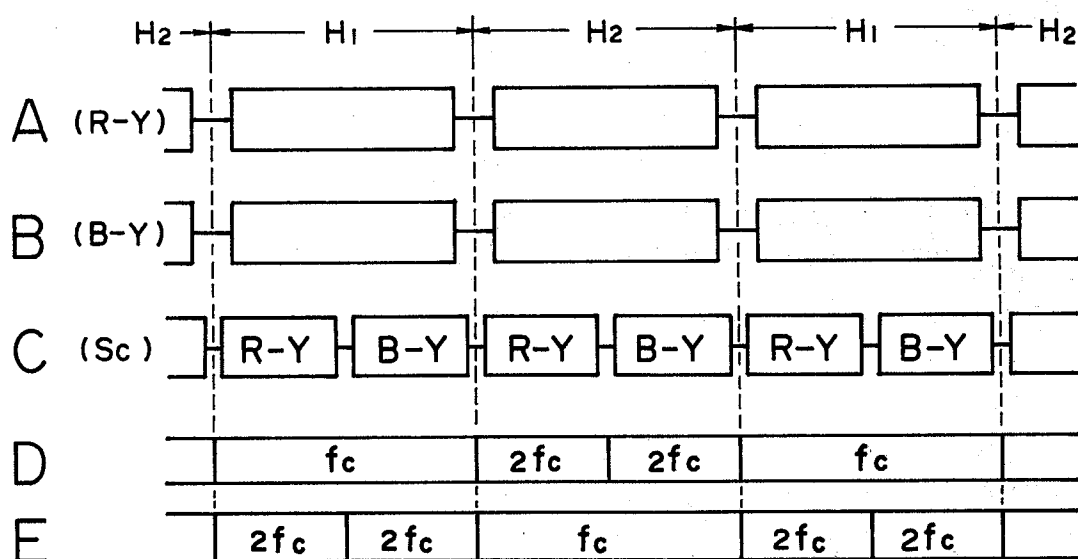 H2 H1 H2 H1 H2
A (R-Y)
B (B-Y)
C (Sc) R-Y B-Y R-Y B-Y R-Y B-Y
D fc 2fc 2fc fc
E 2fc 2fc fc 2fc 2fc